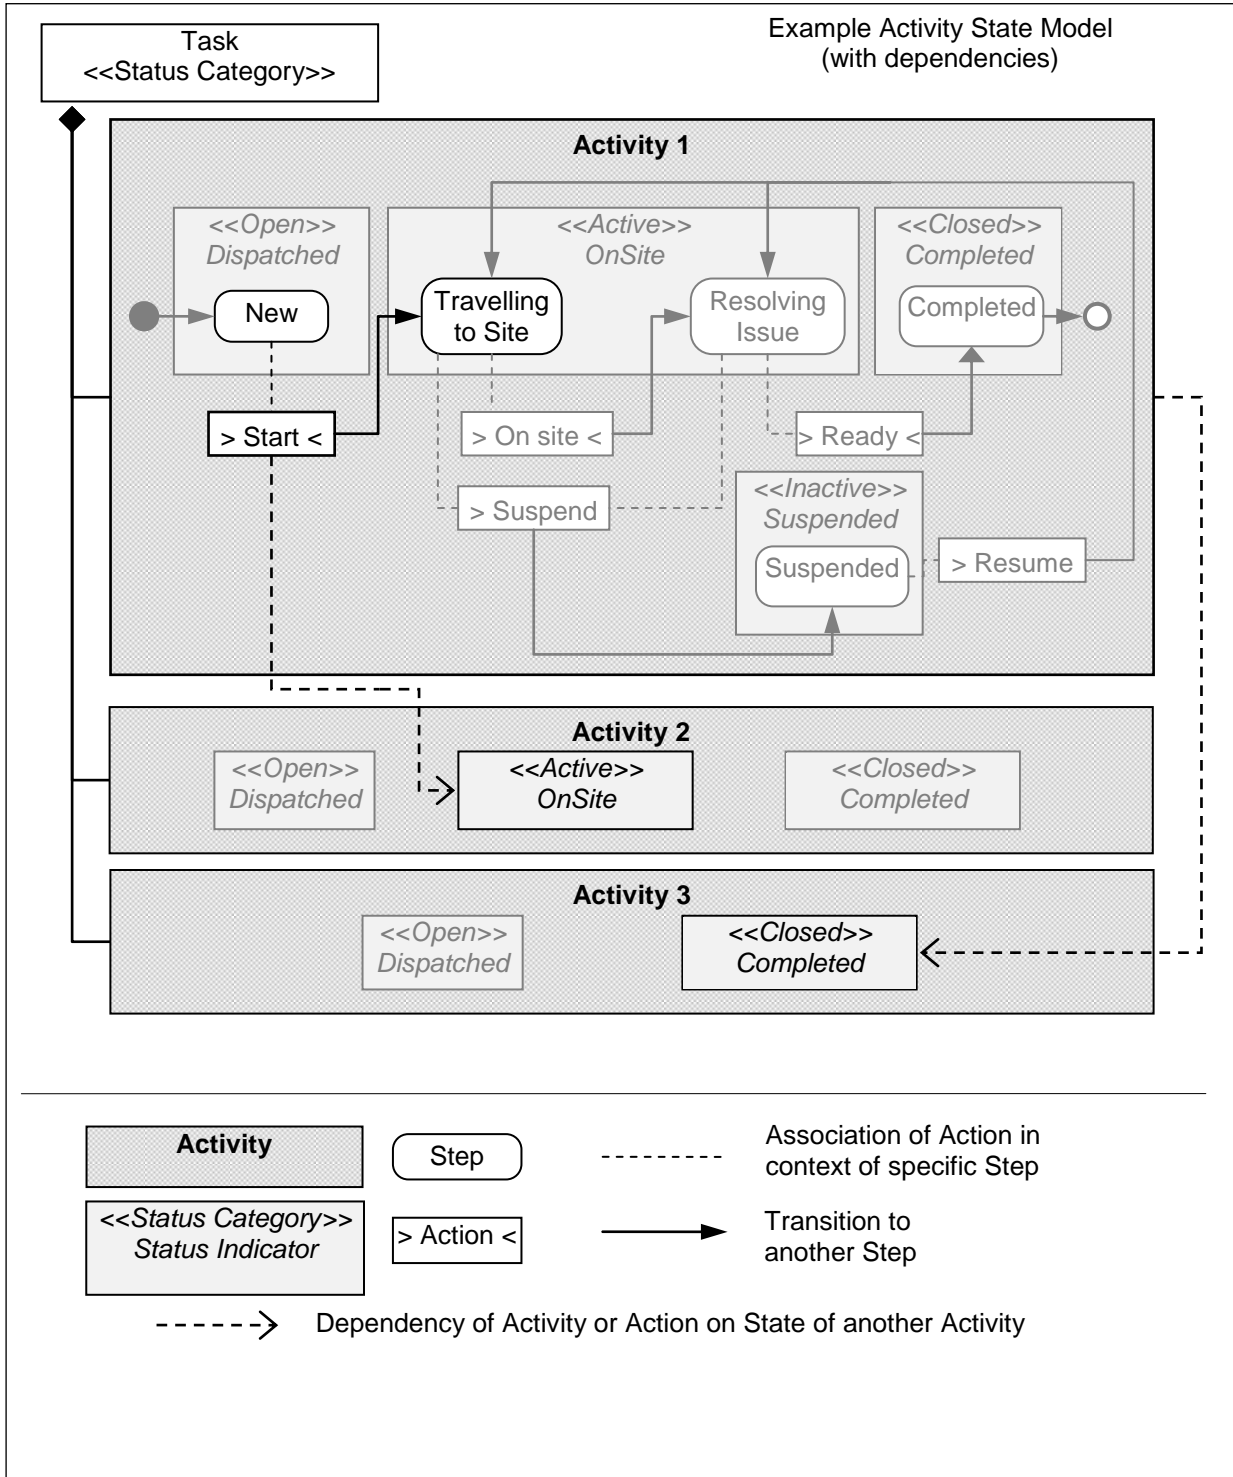 Task
<<Status Category>>
Example Activity State Model
(with dependencies)
Activity 1
<<Open>>
Dispatched
<<Active>>
OnSite
<<Closed>>
Completed
New
Travelling
to Site
Resolving
Issue
Completed
> Start <
> On site <
> Ready <
> Suspend
<<Inactive>>
Suspended
Suspended
> Resume
Activity 2
<<Open>>
Dispatched
<<Active>>
OnSite
<<Closed>>
Completed
Activity 3
<<Open>>
Dispatched
<<Closed>>
Completed
Activity
Step
Association of Action in
context of specific Step
<<Status Category>>
Status Indicator
> Action <
Transition to
another Step
Dependency of Activity or Action on State of another Activity